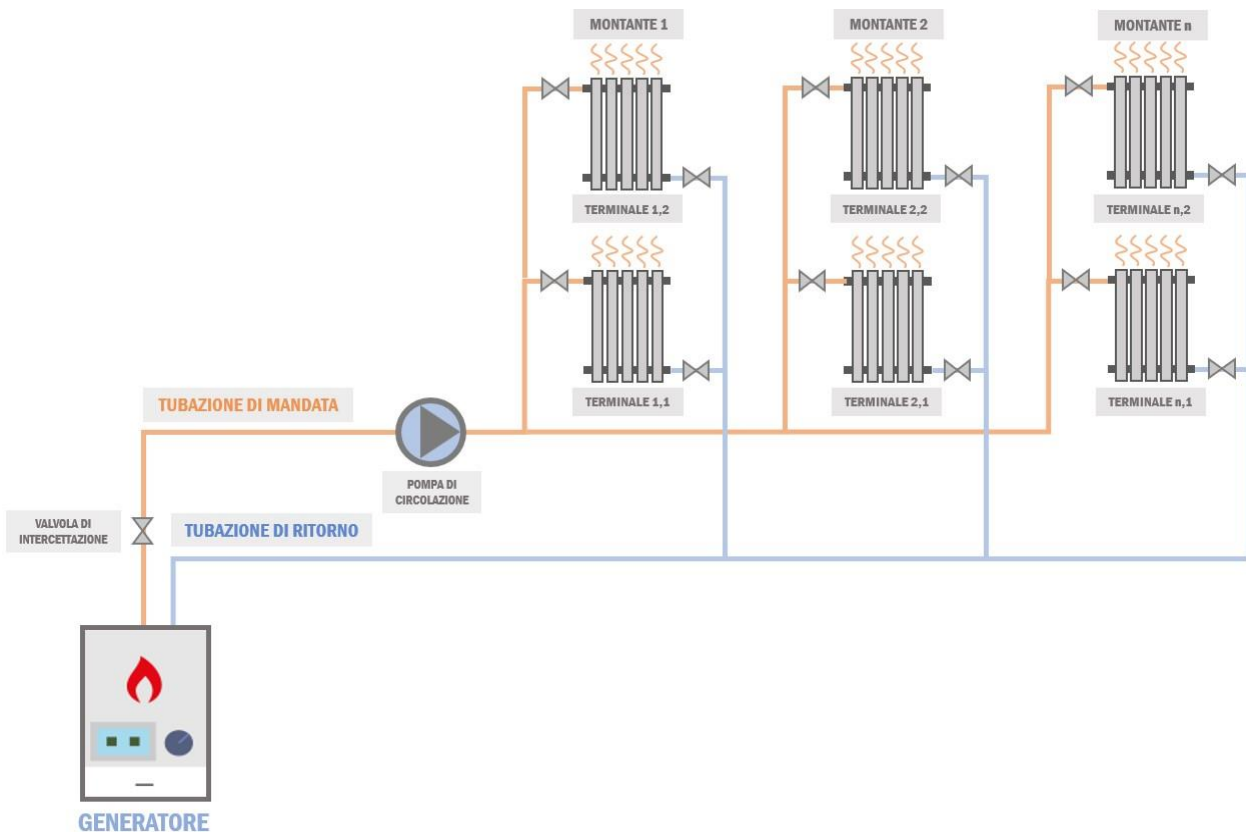 MONTANTE 1
MONTANTE 2
MONTANTE n
TERMINALE 1,2
TERMINALE 2,2
TERMINALE n,2
TERMINALE 1,1
TERMINALE 2,1
TERMINALE n,1
TUBAZIONE DI MANDATA
POMPA DI
CIRCOLAZIONE
VALVOLA DI
INTERCETTAZIONE
TUBAZIONE DI RITORNO
GENERATORE